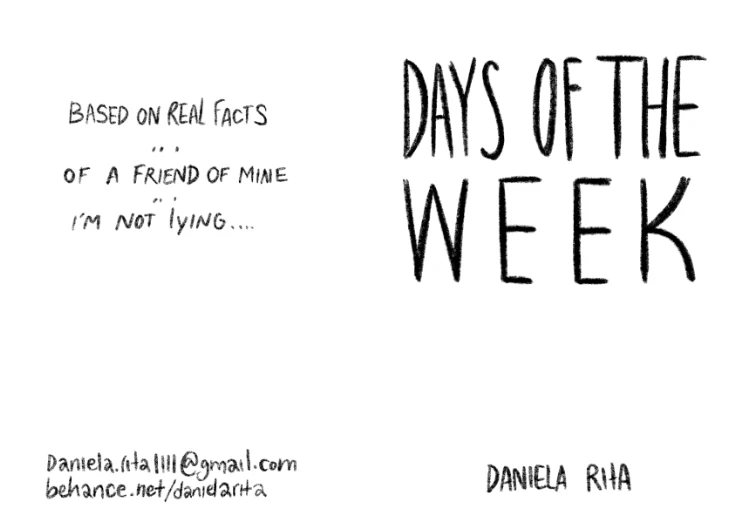 BASED ON REAL FACTS
...
OF A FRIEND OF MINE
...
I'M NOT lYING....
Daniela.rita1111@gmail.com
behance.net/danielarita
DAYS OF THE
WEEK
DANIELA RITA